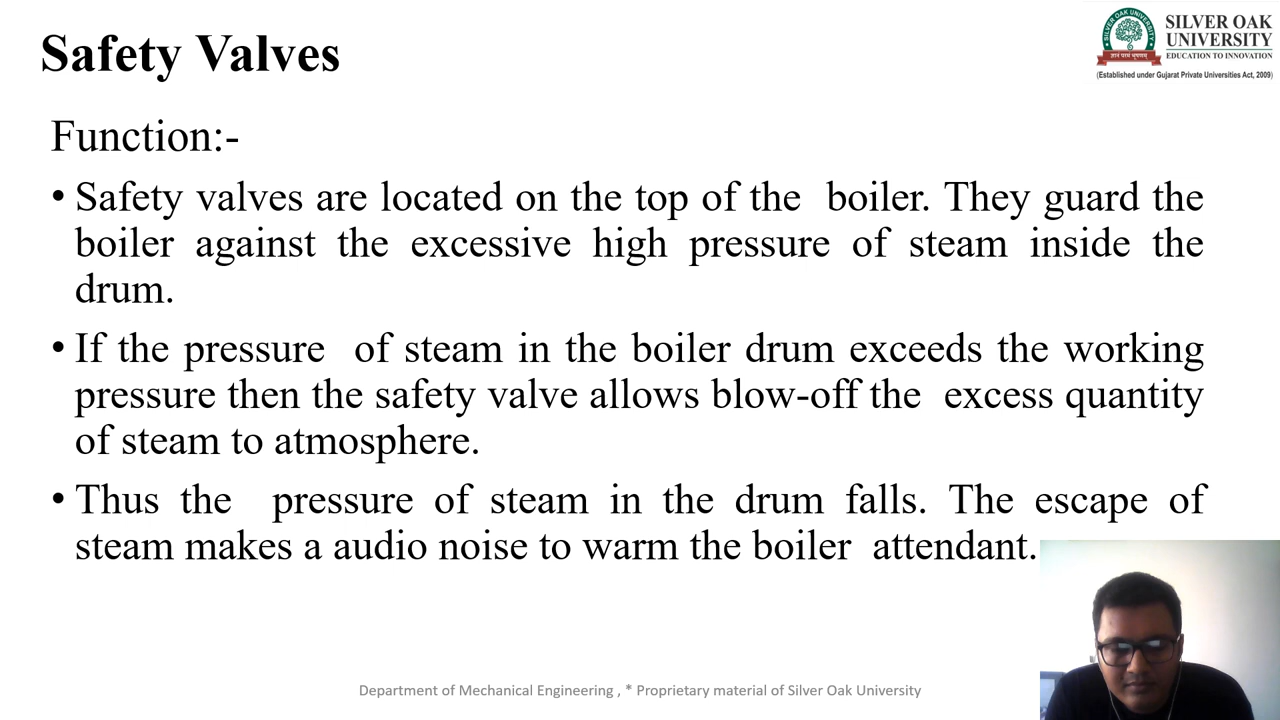 Safety Valves
SILVER OAK
UNIVERSITY
EDUCATION TO INNOVATION
(Established under Gujarat Private Universities Act, 2009)
Function:-
• Safety valves are located on the top of the boiler. They guard the
boiler against the excessive high pressure of steam inside the
drum.
• If the pressure of steam in the boiler drum exceeds the working
pressure then the safety valve allows blow-off the excess quantity
of steam to atmosphere.
• Thus the pressure of steam in the drum falls. The escape of
steam makes a audio noise to warm the boiler attendant.
Department of Mechanical Engineering , * Proprietary material of Silver Oak University